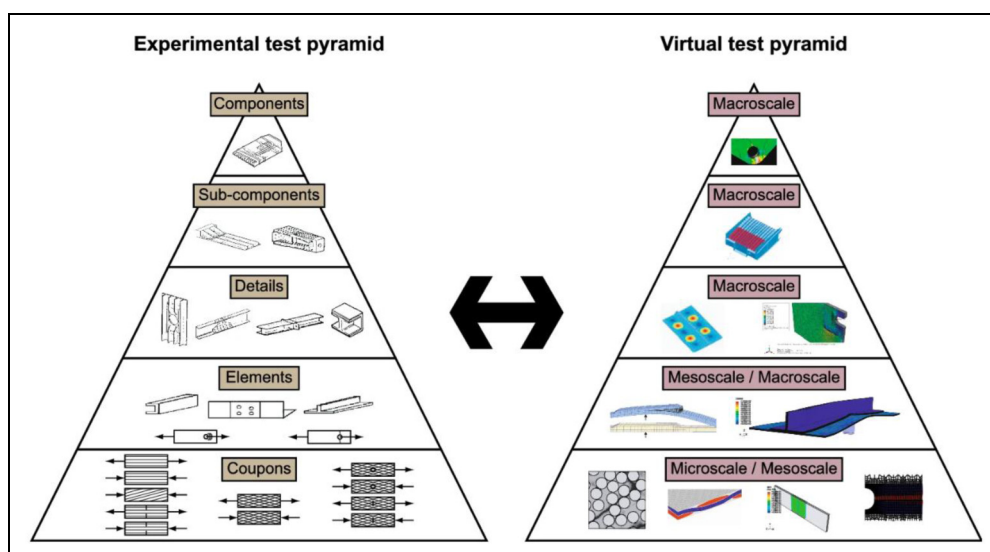 Experimental test pyramid
Virtual test pyramid
Components
Sub-components
Details
Elements
Coupons
Macroscale
Macroscale
Macroscale
Mesoscale / Macroscale
Microscale / Mesoscale